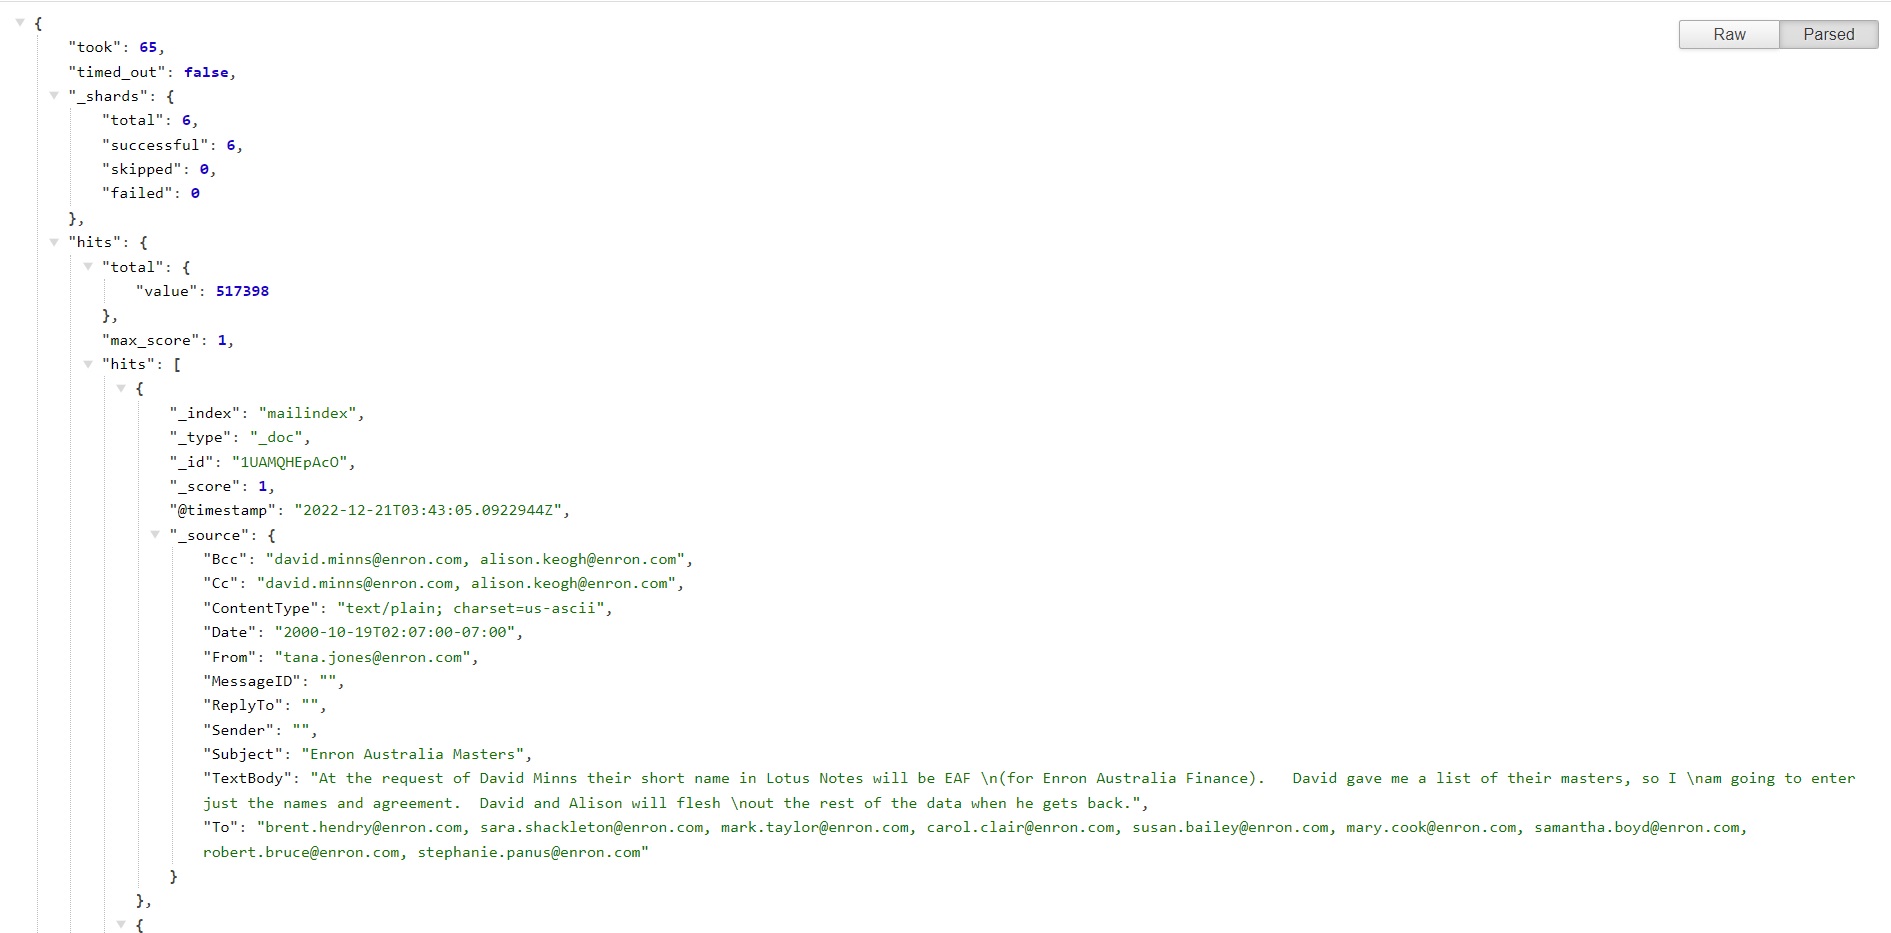 {
Raw Parsed
"took": 65,
"timed_out": false,
"_shards": {
"total": 6,
"successful": 6,
"skipped": 0,
"failed": 0
},
"hits": {
"total": {
"value": 517398
},
"max_score": 1,
"hits": [
{
"_index": "mailindex",
"_type": "_doc",
"_id": "1UAMQHEpAcO",
"_score": 1,
"@timestamp": "2022-12-21T03:43:05.0922944Z",
"_source": {
"Bcc": "david.minns@enron.com, alison.keogh@enron.com",
"Cc": "david.minns@enron.com, alison.keogh@enron.com",
"ContentType": "text/plain; charset=us-ascii",
"Date": "2000-10-19T02:07:00-07:00",
"From": "tana.jones@enron.com",
"MessageID": "",
"ReplyTo": "",
"Sender": "",
"Subject": "Enron Australia Masters",
"TextBody": "At the request of David Minns their short name in Lotus Notes will be EAF \n(for Enron Australia Finance).   David gave me a list of their masters, so I \nam going to enter
just the names and agreement.  David and Alison will flesh \nout the rest of the data when he gets back.",
"To": "brent.hendry@enron.com, sara.shackleton@enron.com, mark.taylor@enron.com, carol.clair@enron.com, susan.bailey@enron.com, mary.cook@enron.com, samantha.boyd@enron.com,
robert.bruce@enron.com, stephanie.panus@enron.com"
}
},
{